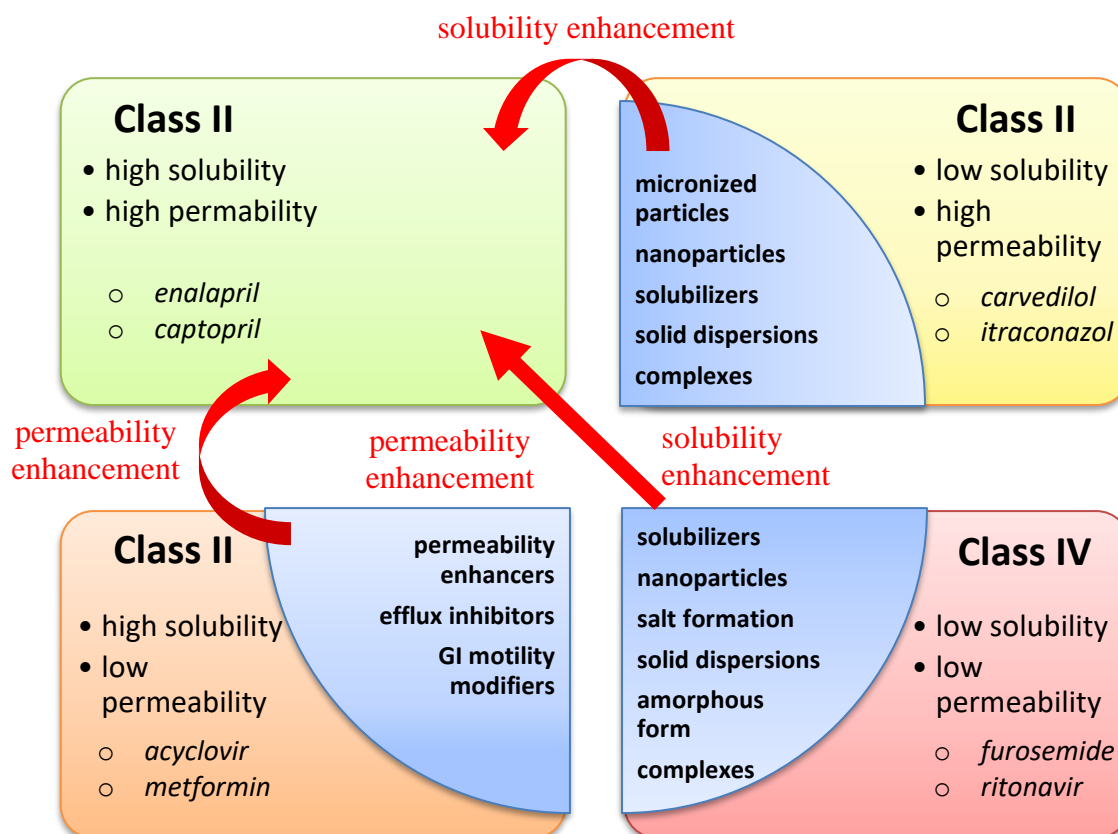 solubility enhancement
Class II
• high solubility
• high permability
o enalapril
o captopril
micronized
particles
nanoparticles
solubilizers
solid dispersions
complexes
Class II
• low solubility
• high
permeability
o carvedilol
o itraconazol
permeability
enhancement
permeability
enhancement
solubility
enhancement
Class II
• high solubility
• low
permeability
o acyclovir
o metformin
permeability
enhancers
efflux inhibitors
GI motility
modifiers
solubilizers
nanoparticles
salt formation
solid dispersions
amorphous
form
complexes
Class IV
• low solubility
• low
permeability
o furosemide
o ritonavir